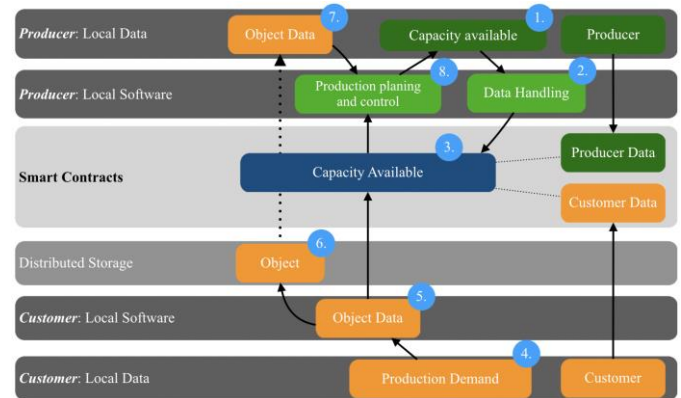 7.
1.
Producer: Local Data
Object Data
Capacity available
Producer
8.
2.
Producer: Local Software
Production planing
and control
Data Handling
3.
Producer Data
Smart Contracts
Capacity Available
Customer Data
6.
Distributed Storage
Object
5.
Customer: Local Software
Object Data
4.
Customer: Local Data
Production Demand
Customer